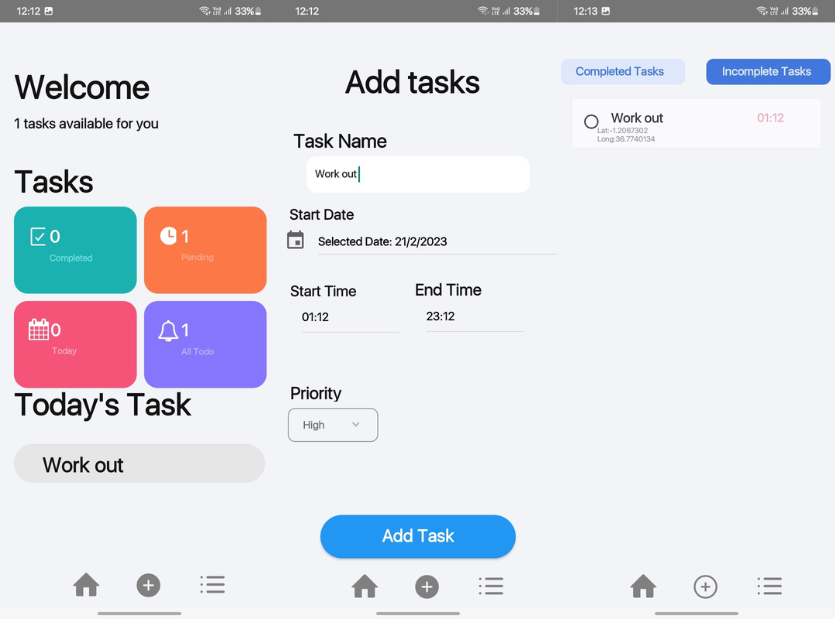 12:12
33%
Welcome
1 tasks available for you
Tasks
0
Completed
1
Pending
0
Today
1
All Todo
Today's Task
Work out
12:12
33%
Add tasks
Task Name
Work out
Start Date
Selected Date: 21/2/2023
Start Time
End Time
01:12
23:12
Priority
High
Add Task
12:13
33%
Completed Tasks
Incomplete Tasks
Work out
01:12
Lat:-1.2067302
Long:36.7740134